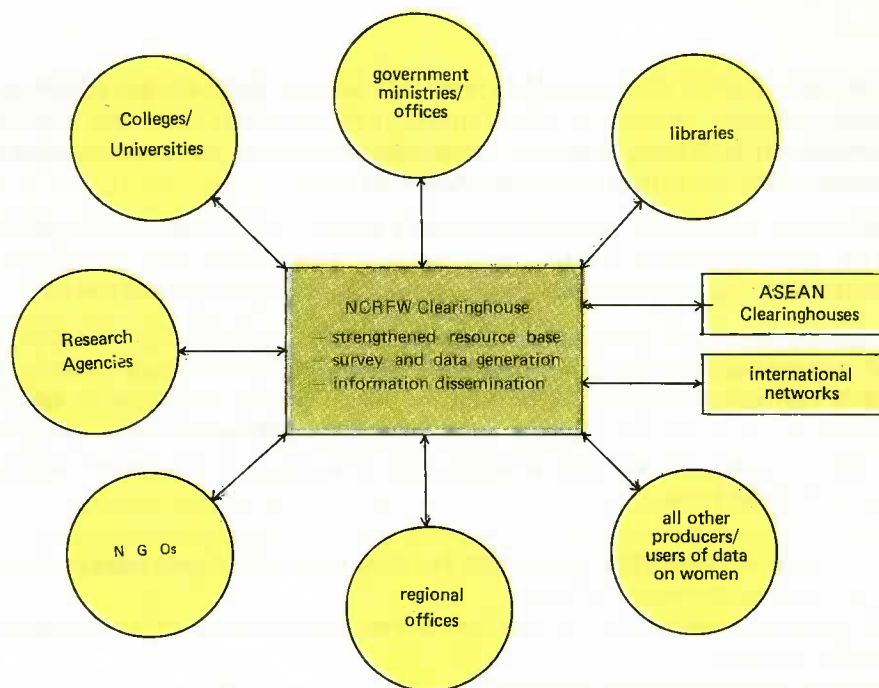 government
ministries/
offices
Colleges/
Universities
libraries
NCRFW Clearinghouse
– strengthened resource base
– survey and data generation
– information dissemination
ASEAN
Clearinghouses
Research
Agencies
international
networks
N G Os
regional
offices
all other
producers/
users of data
on women